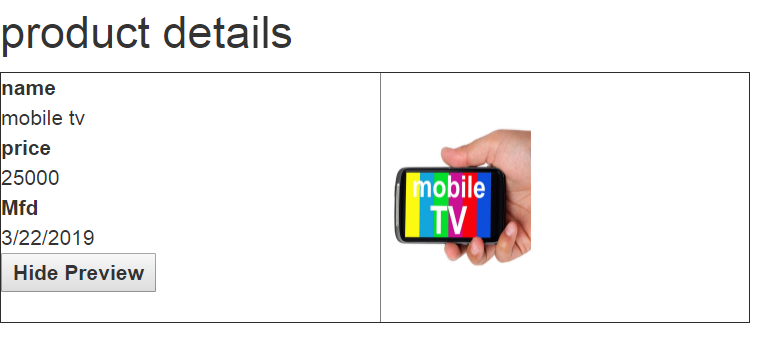 product details
name
mobile tv
price
25000
Mfd
3/22/2019
Hide Preview
mobile
TV